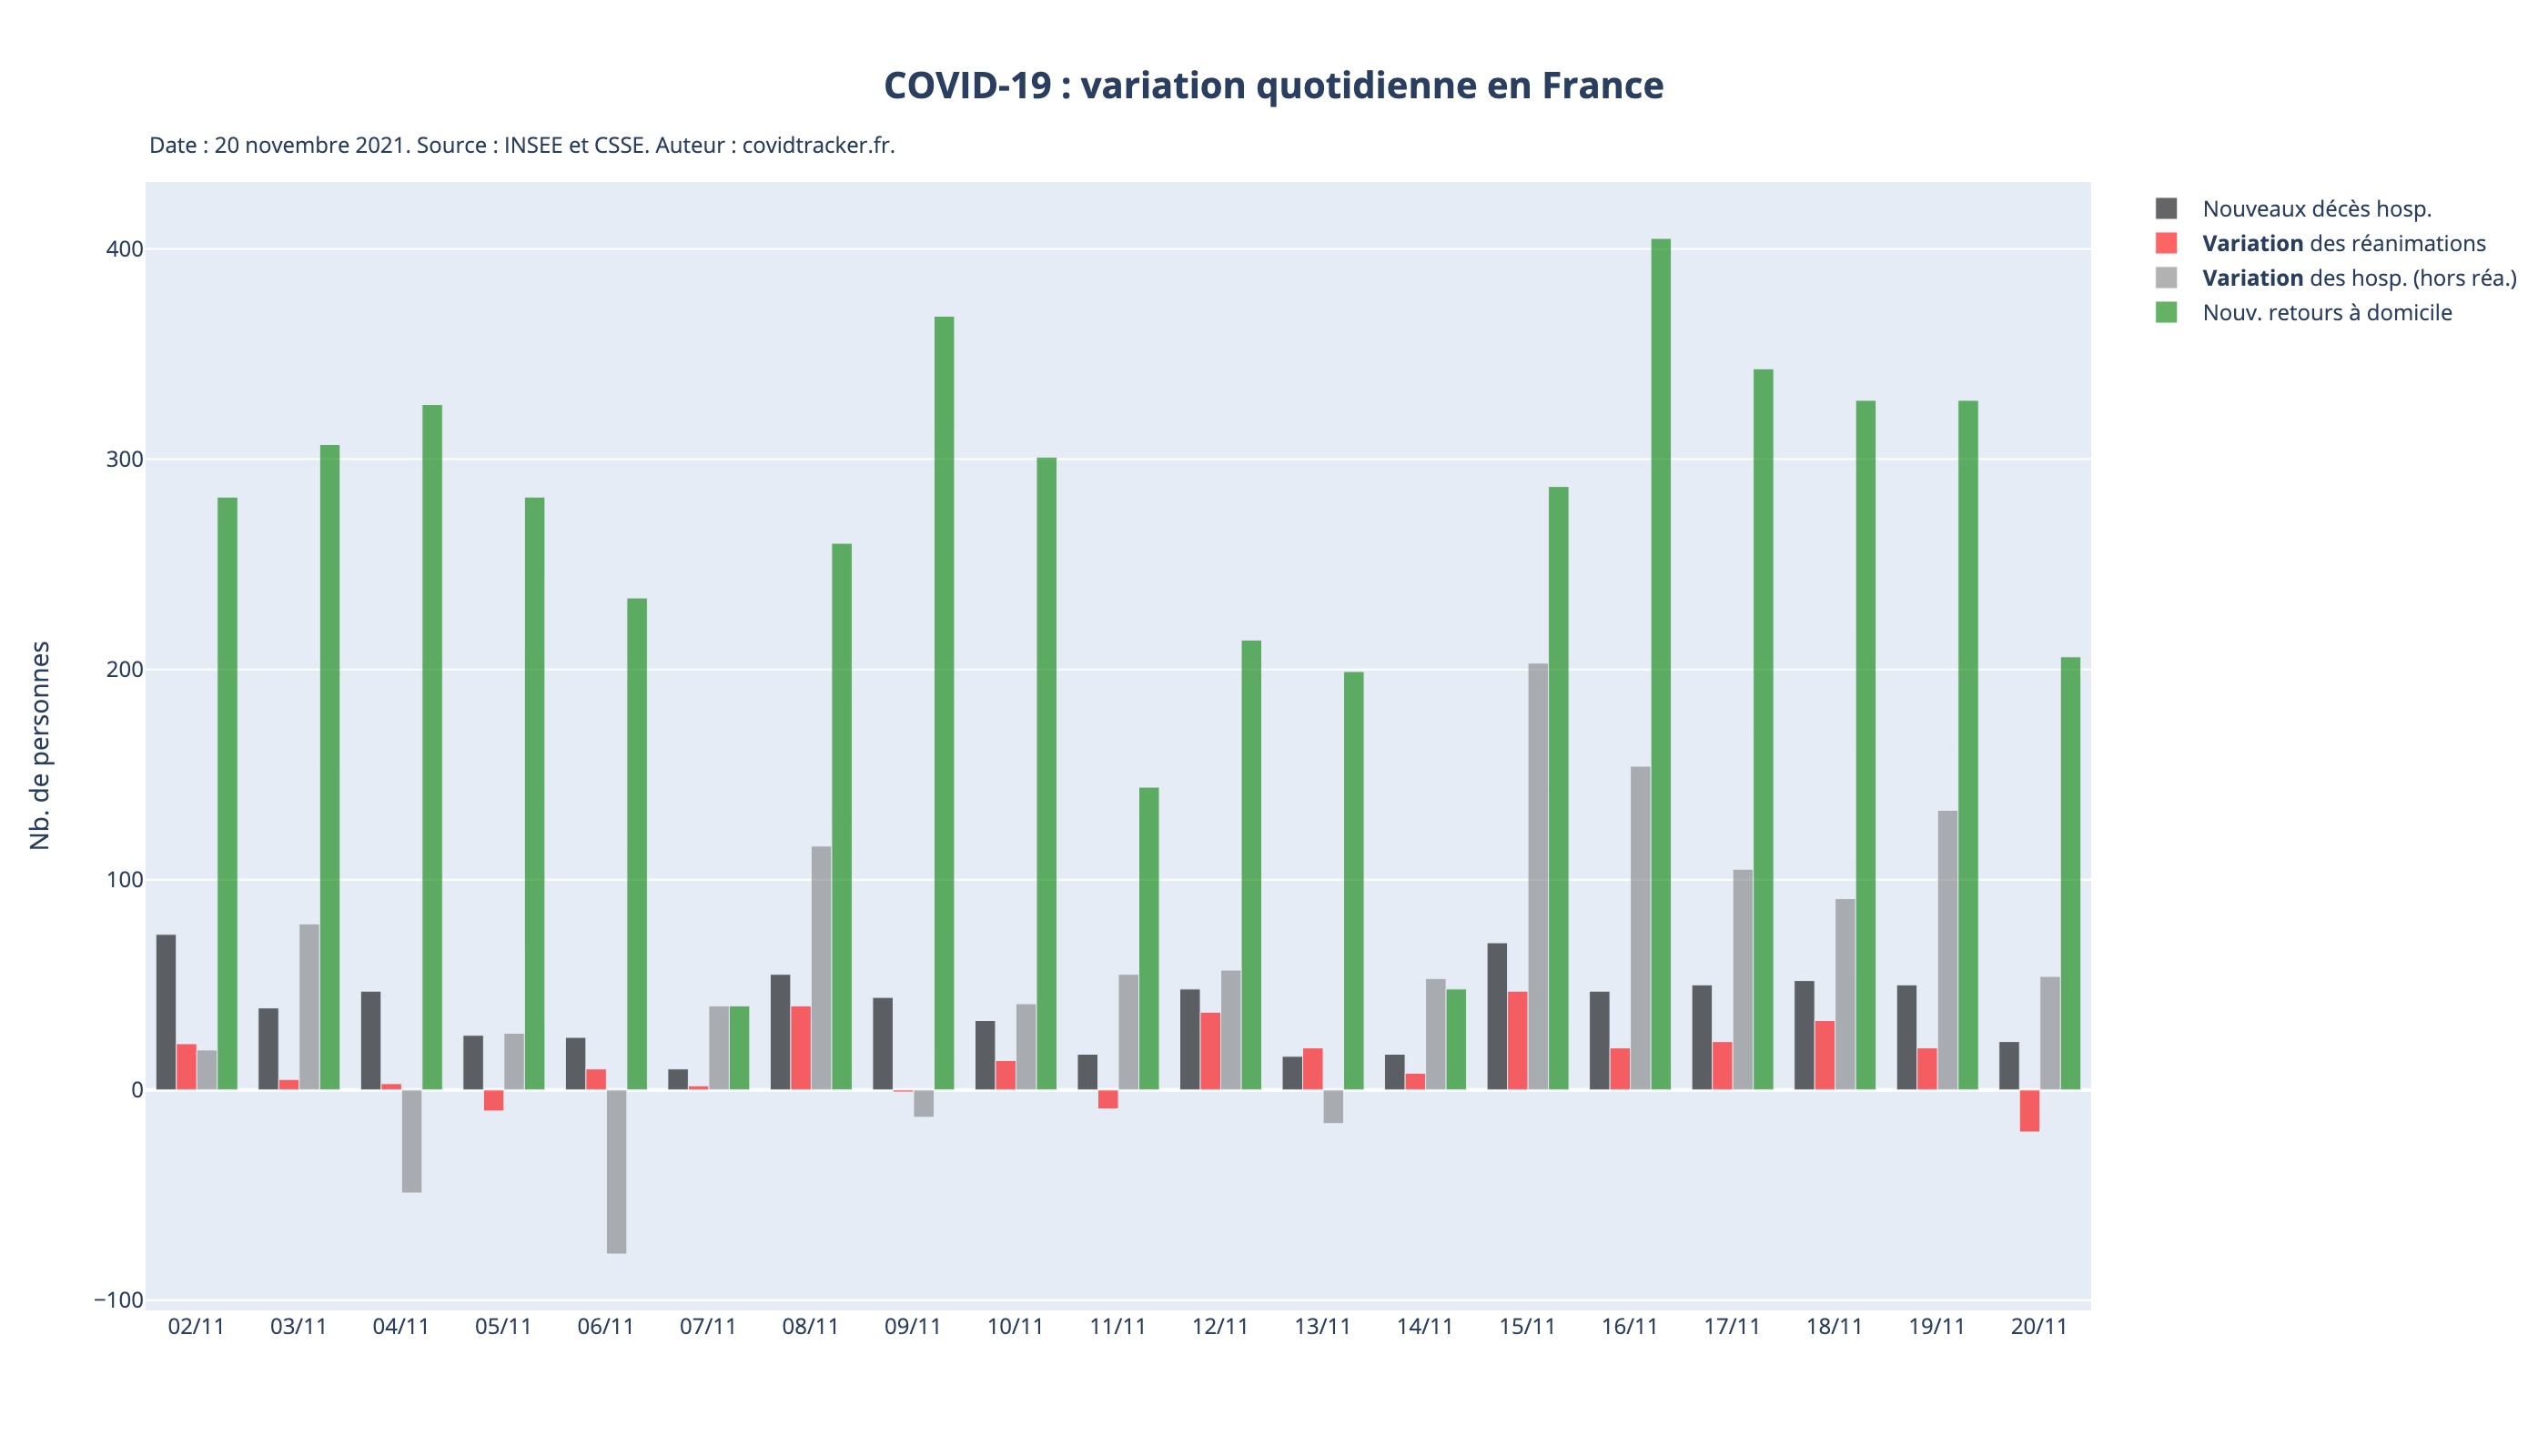 COVID-19 : variation quotidienne en France
Date : 20 novembre 2021. Source : INSEE et CSSE. Auteur : covidtracker.fr.
Nouveaux décès hosp.
Variation des réanimations
Variation des hosp. (hors réa.)
Nouv. retours à domicile
Nb. de personnes
400
300
200
100
0
−100
02/11 03/11 04/11 05/11 06/11 07/11 08/11 09/11 10/11 11/11 12/11 13/11 14/11 15/11 16/11 17/11 18/11 19/11 20/11